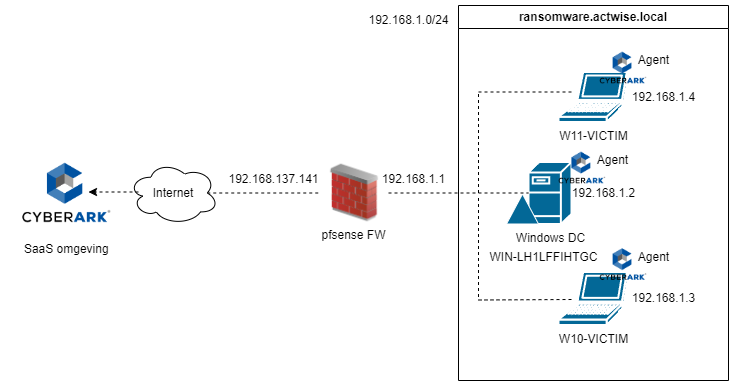 192.168.1.0/24
ransomware.actwise.local
Agent
CYBERARK
192.168.1.4
W11-VICTIM
CYBERARK®
SaaS omgeving
Internet
192.168.137.141
pfsense FW
192.168.1.1
Agent
CYBERARK
192.168.1.2
Windows DC
WIN-LH1LFFIHTGC
Agent
CYBERARK
192.168.1.3
W10-VICTIM